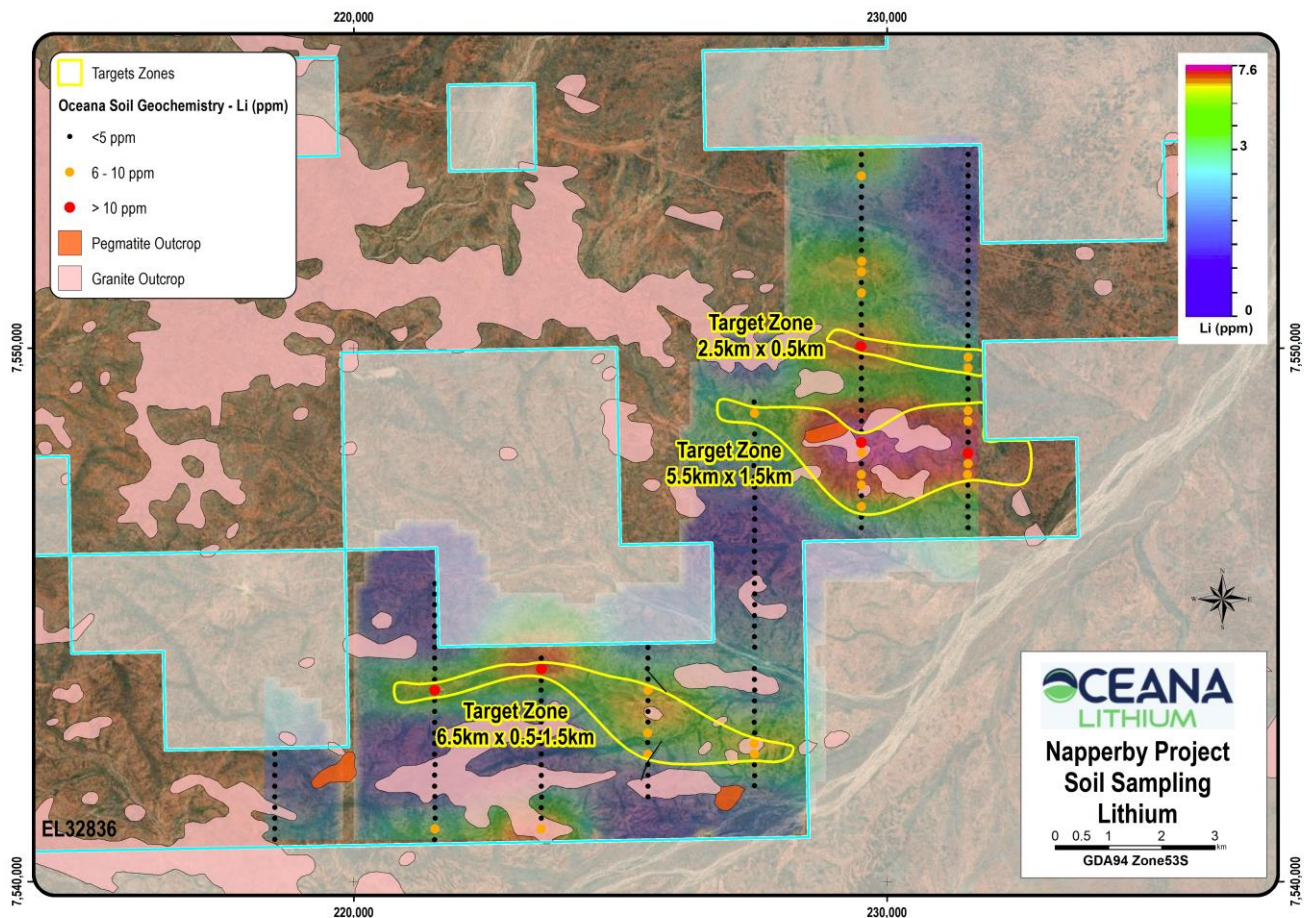 220,000
230,000
Targets Zones
Oceana Soil Geochemistry - Li (ppm)
<5 ppm
6 - 10 ppm
> 10 ppm
Pegmatite Outcrop
Granite Outcrop
7.6
3
0
Li (ppm)
7,550,000
7,550,000
Target Zone
2.5km x 0.5km
Target Zone
5.5km x 1.5km
Target Zone
6.5km x 0.5-1.5km
EL32836
N
W
E
S
OCEANA
LITHIUM
Napperby Project
Soil Sampling
Lithium
0 0.5 1 2 3
km
GDA94 Zone53S
7,540,000
7,540,000
220,000
230,000